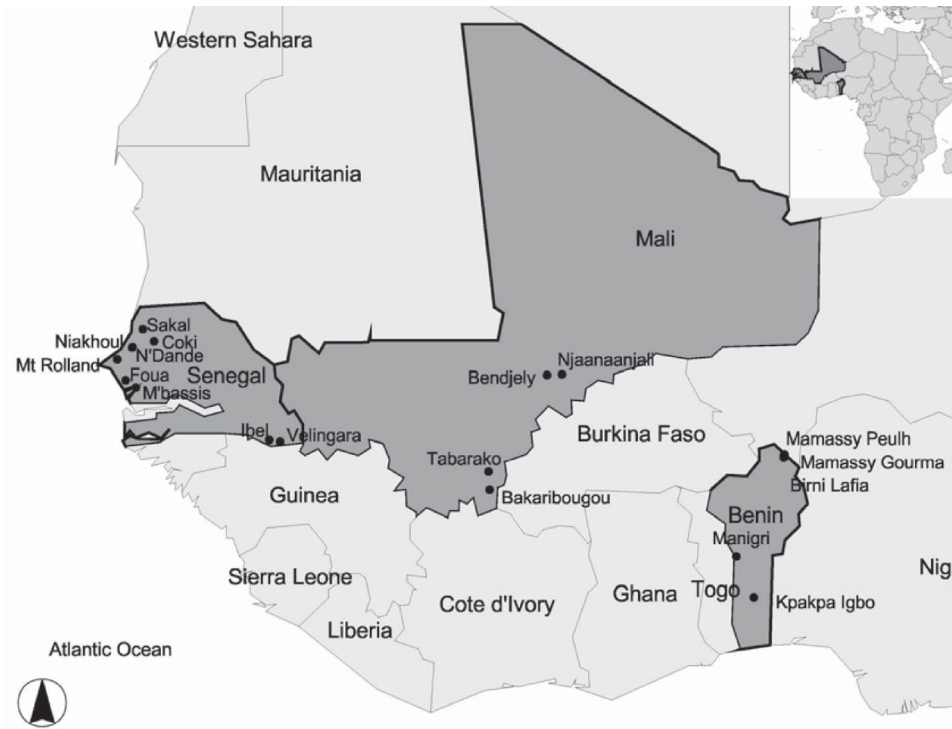 Western Sahara
Mauritania
Mali
Sakal
Niakhoul
Coki
N'Dande
Mt Rolland
Foua
Senegal
M'bassis
Njaanaanjali
Bendjely
Ibel
Velingara
Burkina Faso
Mamassy Peulh
Tabarako
Mamassy Gourma
Birni Lafia
Guinea
Bakaribougou
Benin
Manigri
Nig
Sierra Leone
Cote d'Ivory
Ghana
Togo
Kpakpa Igbo
Liberia
Atlantic Ocean